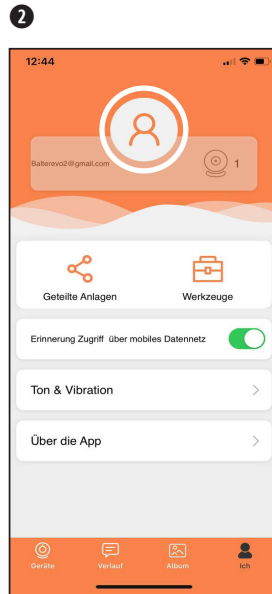 2
12:44
Balterevo2@gmail.com
1
Geteilte Anlagen
Werkzeuge
Erinnerung Zugriff über mobiles Datennetz
Ton & Vibration
Über die App
Geräte
Verlauf
Album
Ich